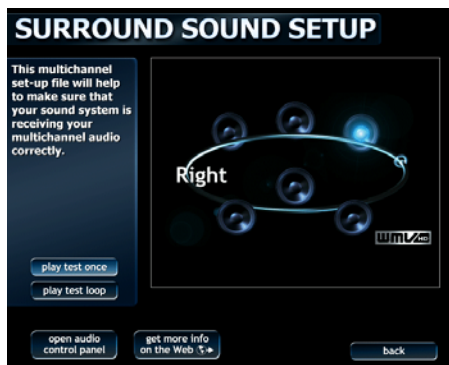 SURROUND SOUND SETUP
This multichannel
set-up file will help
to make sure that
your sound system is
receiving your
multichannel audio
correctly.
Right
WMV HD
play test once
play test loop
open audio
control panel
get more info
on the Web
back